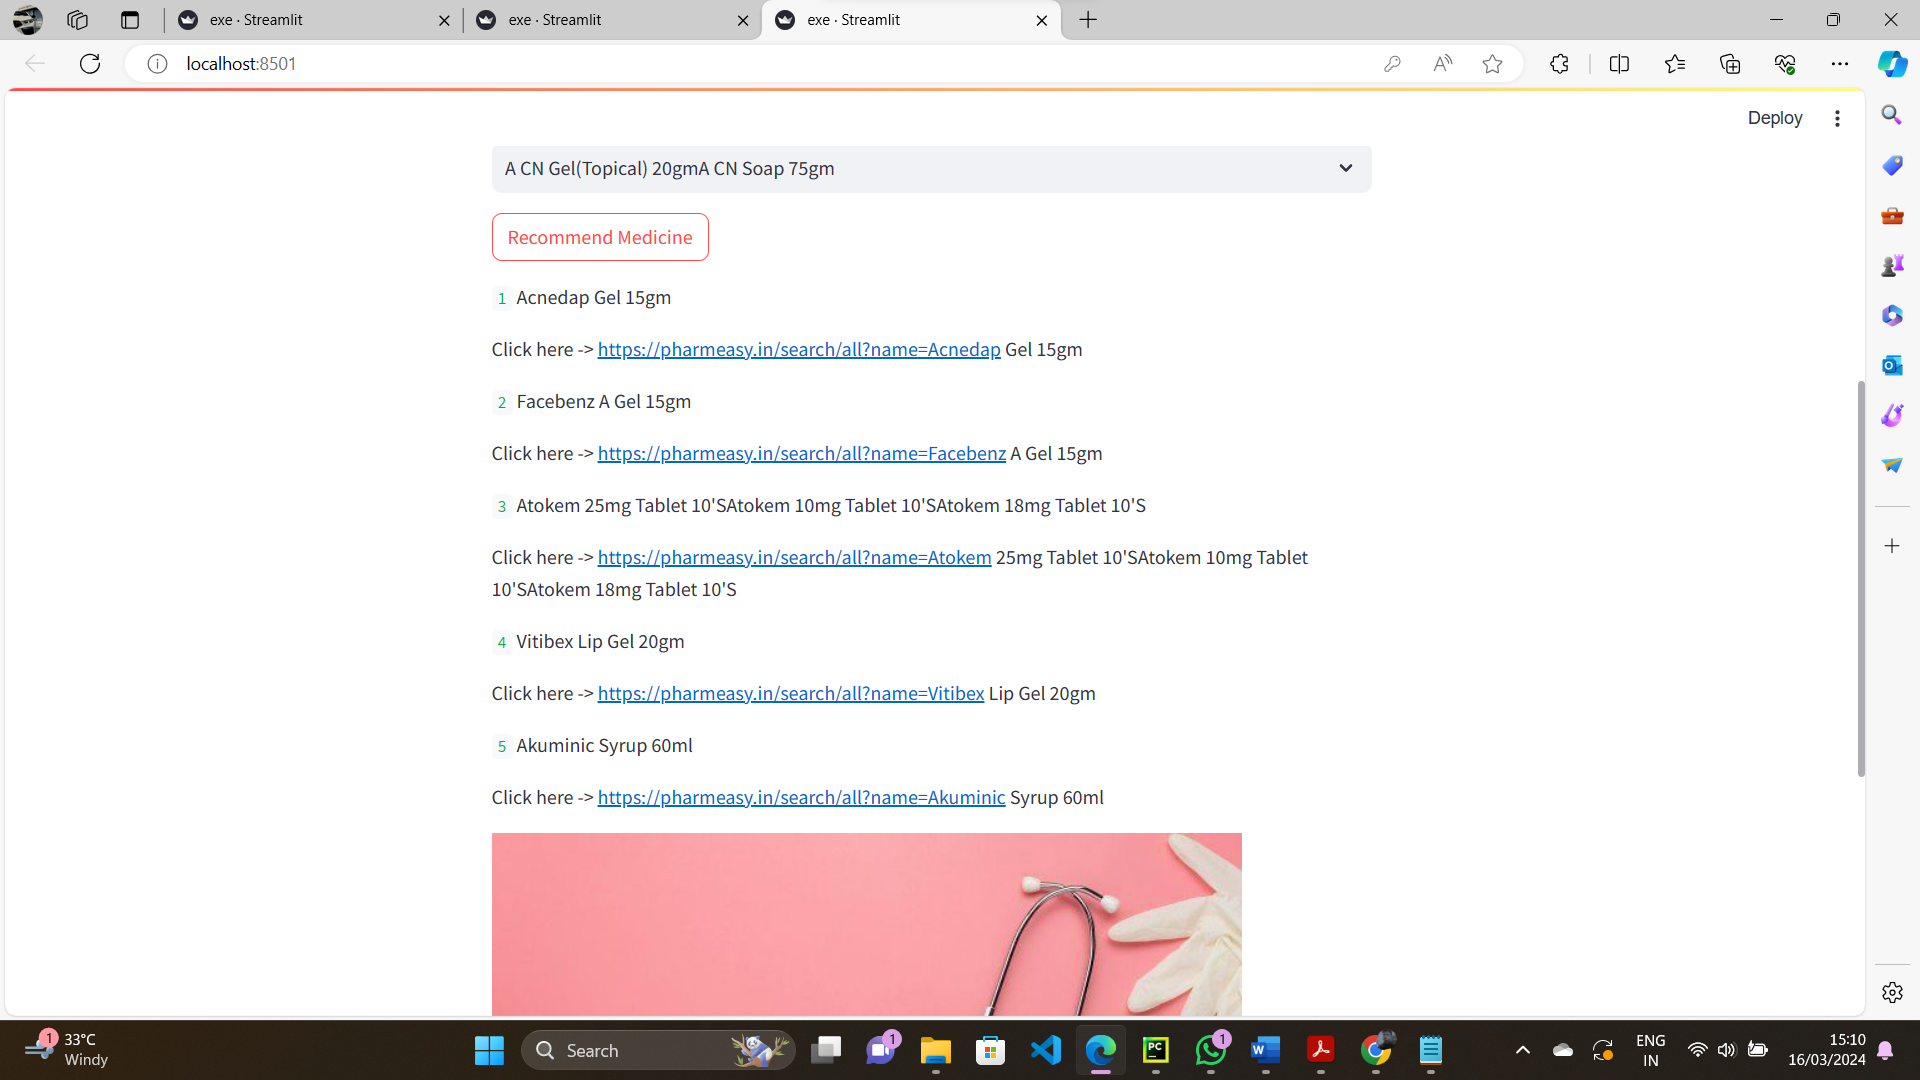 exe · Streamlit
exe · Streamlit
exe · Streamlit
localhost:8501
Deploy
A CN Gel(Topical) 20gmA CN Soap 75gm
Recommend Medicine
1 Acnedap Gel 15gm
Click here -> https://pharmeasy.in/search/all?name=Acnedap Gel 15gm
2 Facebenz A Gel 15gm
Click here -> https://pharmeasy.in/search/all?name=Facebenz A Gel 15gm
3 Atokem 25mg Tablet 10'SAtokem 10mg Tablet 10'SAtokem 18mg Tablet 10'S
Click here -> https://pharmeasy.in/search/all?name=Atokem 25mg Tablet 10'SAtokem 10mg Tablet
10'SAtokem 18mg Tablet 10'S
4 Vitibex Lip Gel 20gm
Click here -> https://pharmeasy.in/search/all?name=Vitibex Lip Gel 20gm
5 Akuminic Syrup 60ml
Click here -> https://pharmeasy.in/search/all?name=Akuminic Syrup 60ml
1
33°C
Windy
Search
1
PC
1
W
ENG
IN
15:10
16/03/2024